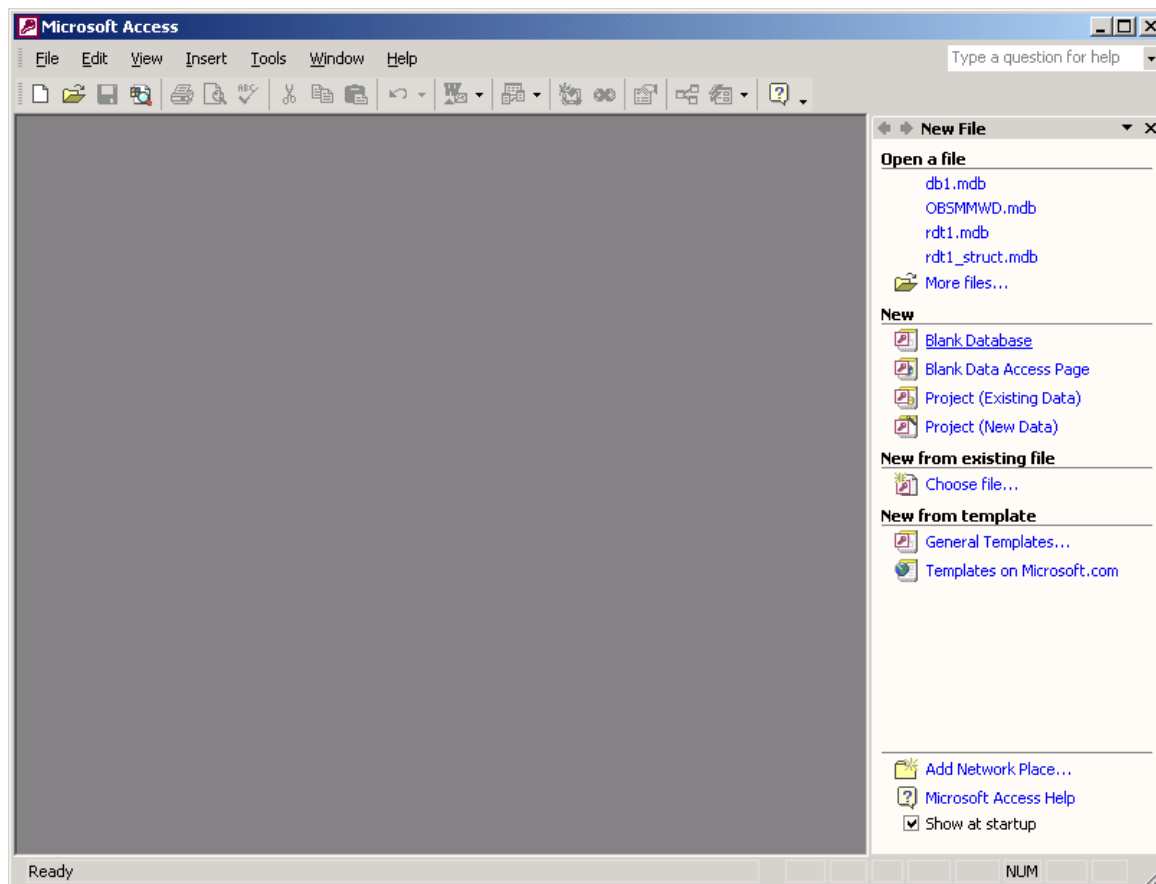 Microsoft Access
File Edit View Insert Tools Window Help
Type a question for help
ABC
New File
Open a file
db1.mdb
OBSMMWD.mdb
rdt1.mdb
rdt1_struct.mdb
More files...
New
Blank Database
Blank Data Access Page
Project (Existing Data)
Project (New Data)
New from existing file
Choose file...
New from template
General Templates...
Templates on Microsoft.com
Add Network Place...
Microsoft Access Help
Show at startup
Ready NUM